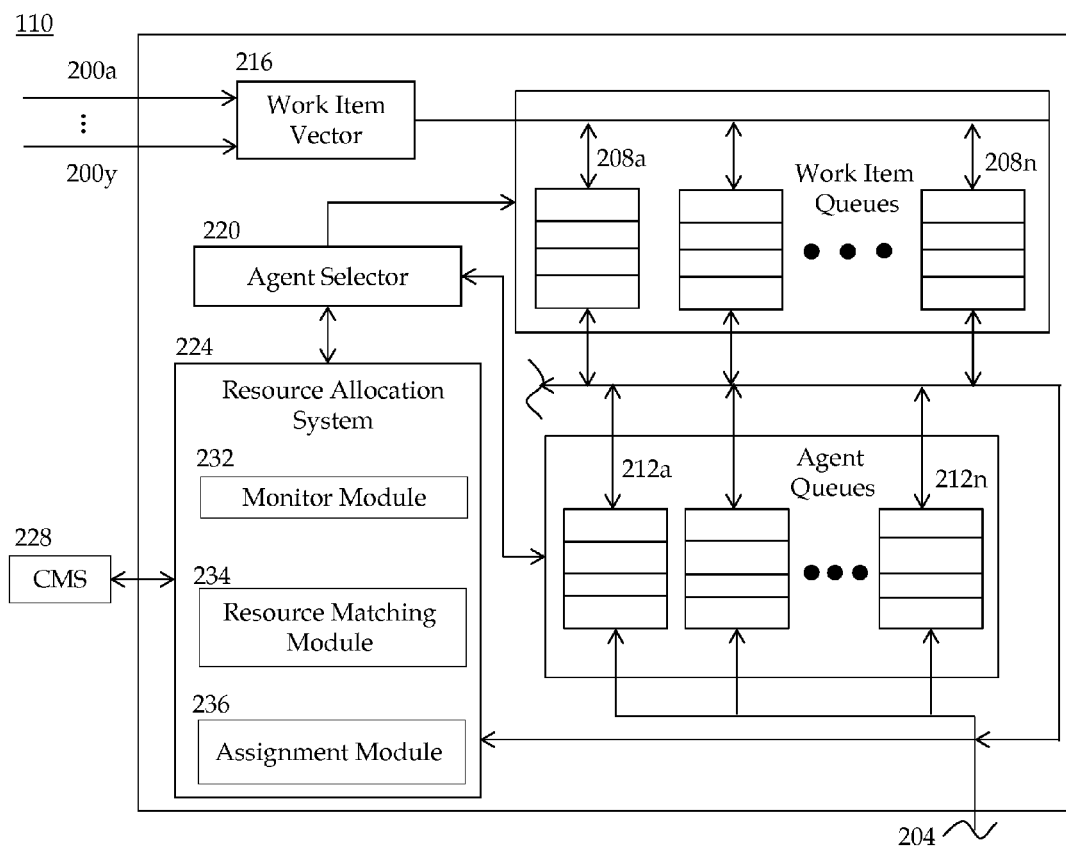 110
200a
200y
216
Work Item
Vector
208a
Work Item
Queues
208n
220
Agent Selector
224
Resource Allocation
System
232
Monitor Module
228
CMS
234
Resource Matching
Module
236
Assignment Module
212a
Agent
Queues
212n
204